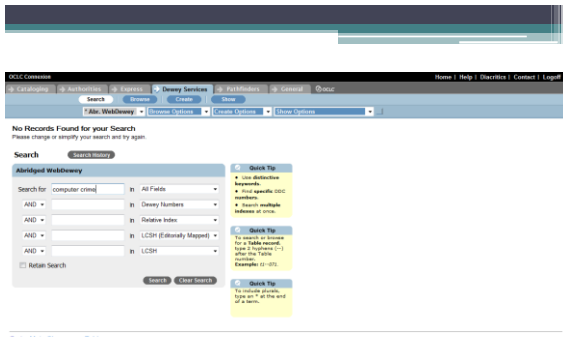 OCLC Connexion
Home | Help | Diacritics | Contact | Logoff
Cataloging Authorities Express Dewey Services Pathfinders General OCLC
Search Browse Create Show
* Abr. WebDewey Browse Options Create Options Show Options
No Records Found for your Search
Please change or simplify your search and try again.
Search Search History
Abridged WebDewey
Search for computer crime in All Fields
AND in Dewey Numbers
AND in Relative Index
AND in LCSH (Editorially Mapped)
AND in LCSH
Retain Search
Search Clear Search
Quick Tip
Use distinctive
keywords.
Find specific DDC
numbers.
Search multiple
indexes at once.
Quick Tip
To search or browse
for a Table record,
type 2 hyphens (--)
after the Table
number.
Example: t1--071
Quick Tip
To include plurals,
type an * at the end
of a term.